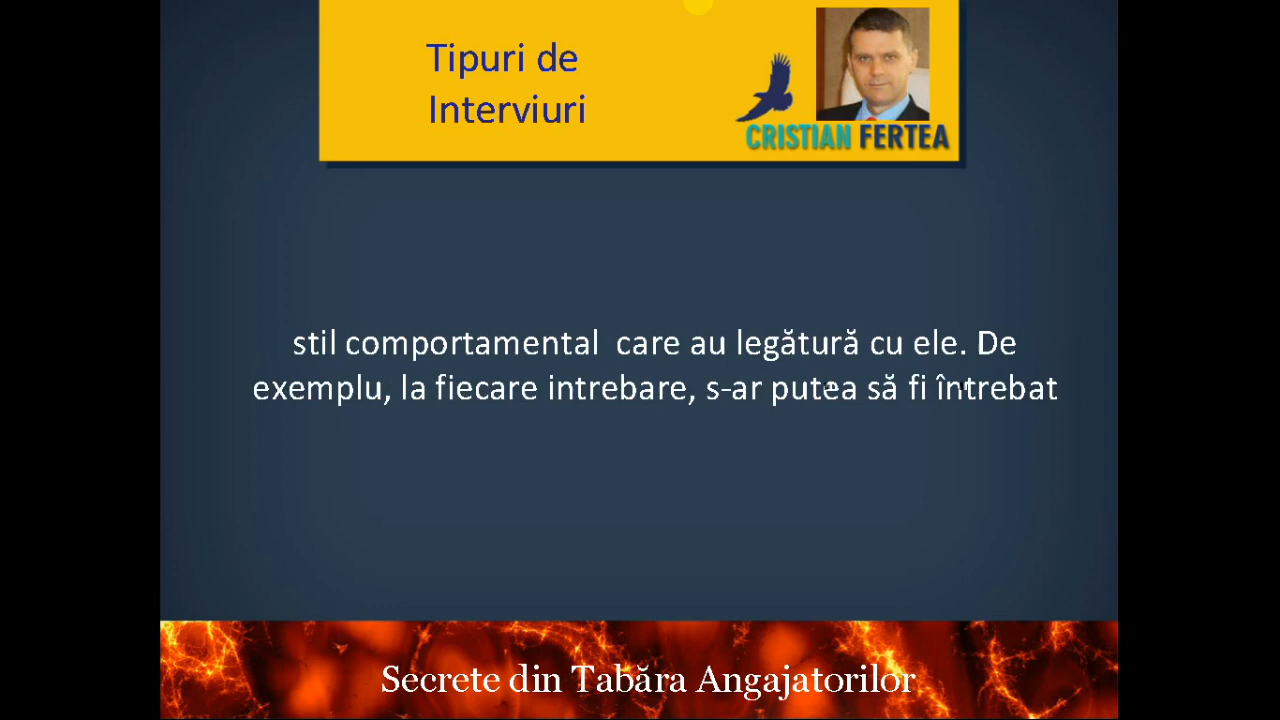 Tipuri de
Interviuri
CRISTIAN FERTEA
stil comportamental  care au legătură cu ele. De
exemplu, la fiecare intrebare, s-ar putea să fi întrebat
Secrete din Tabăra Angajatorilor